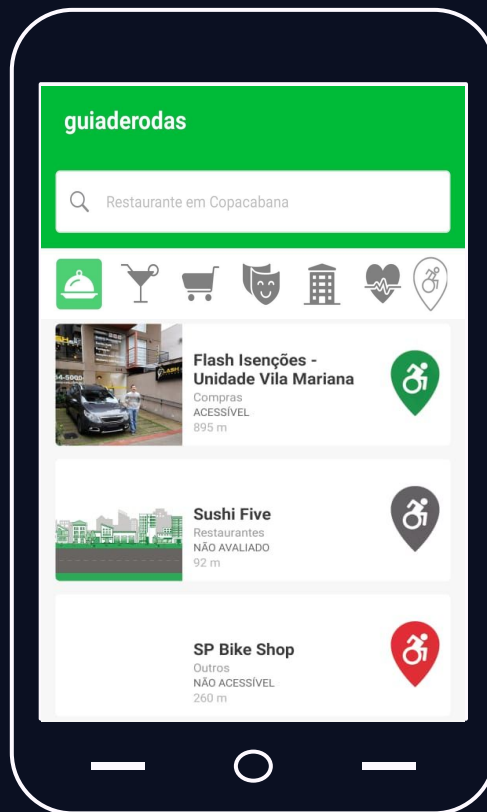 guiaderodas
Restaurante em Copacabana
Flash Isenções -
Unidade Vila Mariana
Compras
ACESSÍVEL
895 m
Sushi Five
Restaurantes
NÃO AVALIADO
92 m
SP Bike Shop
Outros
NÃO ACESSÍVEL
260 m